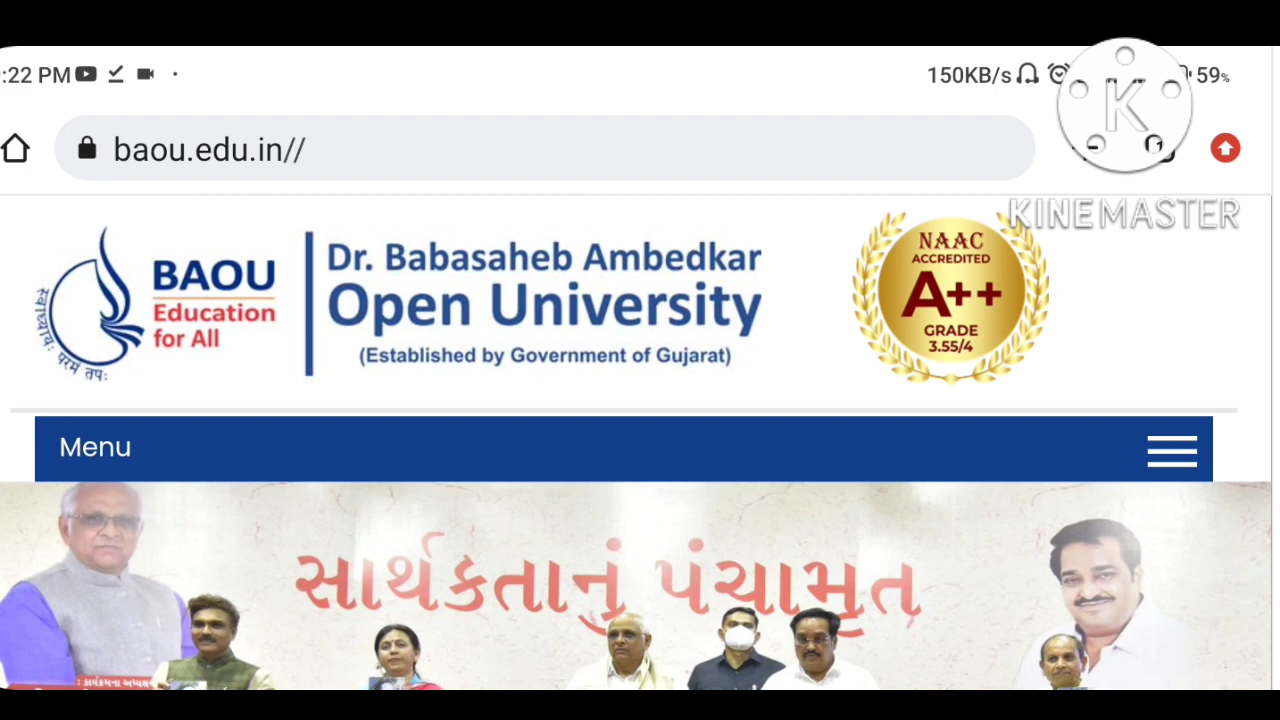 :22 PM
150KB/s
59%
baou.edu.in//
KINEMASTER
स्वाध्यायः परमं तपः
BAOU
Education
for All
Dr. Babasaheb Ambedkar
Open University
(Established by Government of Gujarat)
NAAC
ACCREDITED
A++
GRADE
3.55/4
Menu
સાર્થકતાનું પંચામૃત